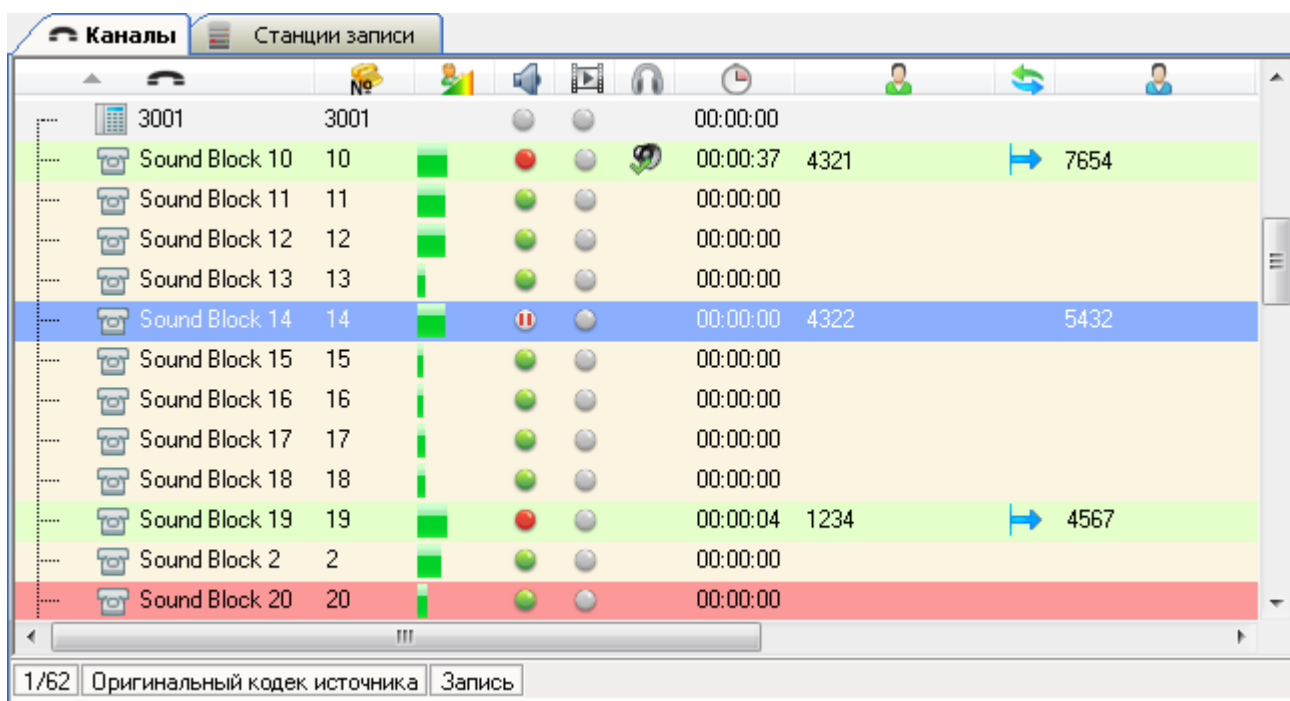 Каналы Станции записи
№
3001 3001 00:00:00
Sound Block 10 10 00:00:37 4321 7654
Sound Block 11 11 00:00:00
Sound Block 12 12 00:00:00
Sound Block 13 13 00:00:00
Sound Block 14 14 00:00:00 4322 5432
Sound Block 15 15 00:00:00
Sound Block 16 16 00:00:00
Sound Block 17 17 00:00:00
Sound Block 18 18 00:00:00
Sound Block 19 19 00:00:04 1234 4567
Sound Block 2 2 00:00:00
Sound Block 20 20 00:00:00
1/62 Оригинальный кодек источника Запись